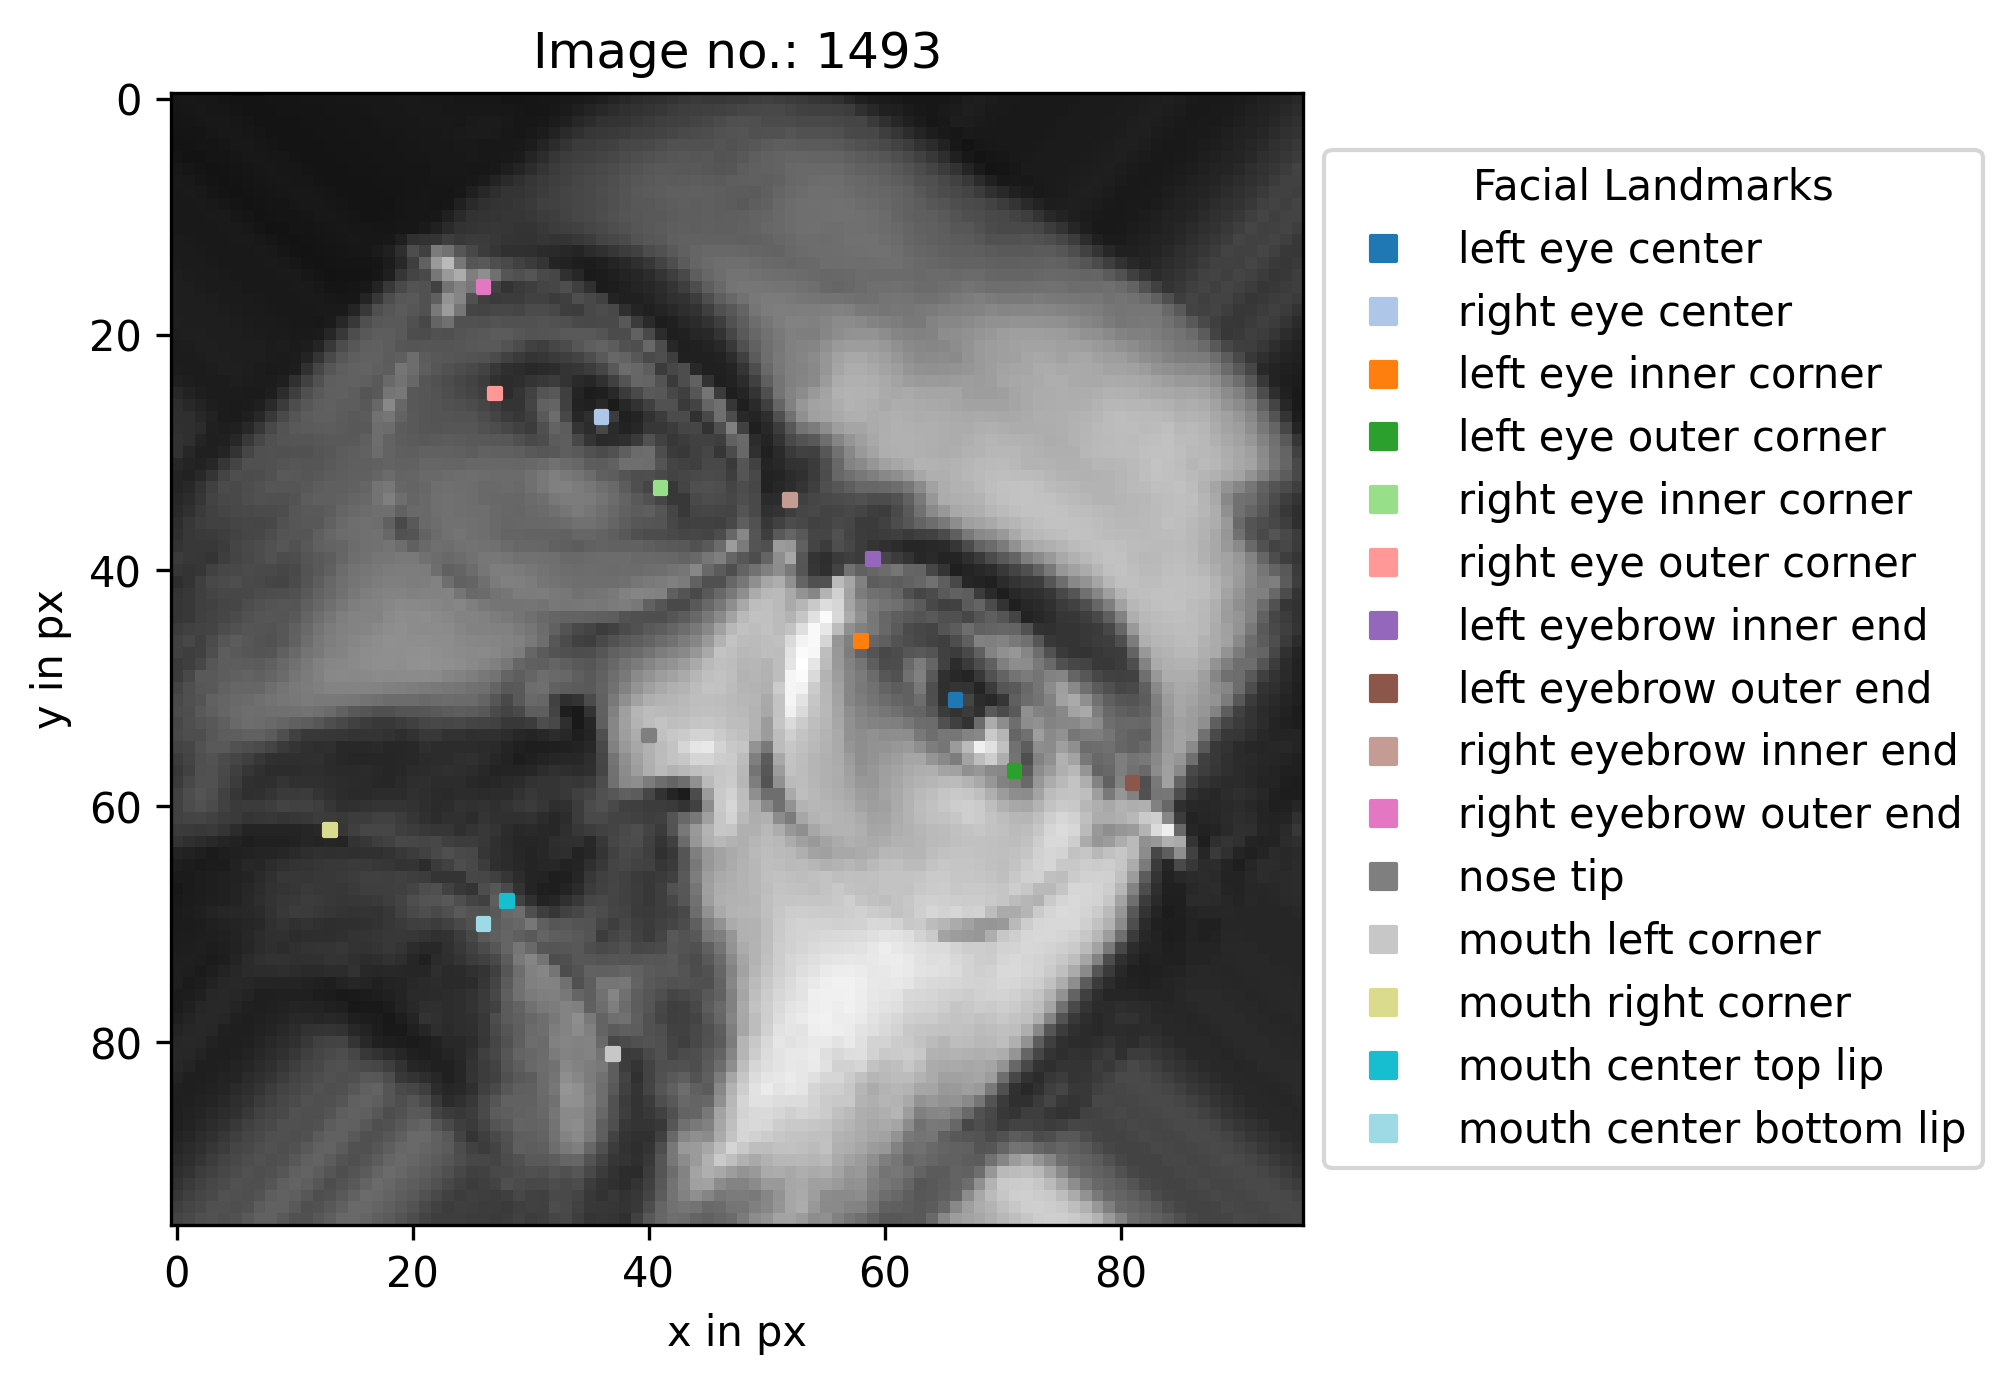 Image no.: 1493
0
20
40
60
80
y in px
0 20 40 60 80
x in px
Facial Landmarks
left eye center
right eye center
left eye inner corner
left eye outer corner
right eye inner corner
right eye outer corner
left eyebrow inner end
left eyebrow outer end
right eyebrow inner end
right eyebrow outer end
nose tip
mouth left corner
mouth right corner
mouth center top lip
mouth center bottom lip